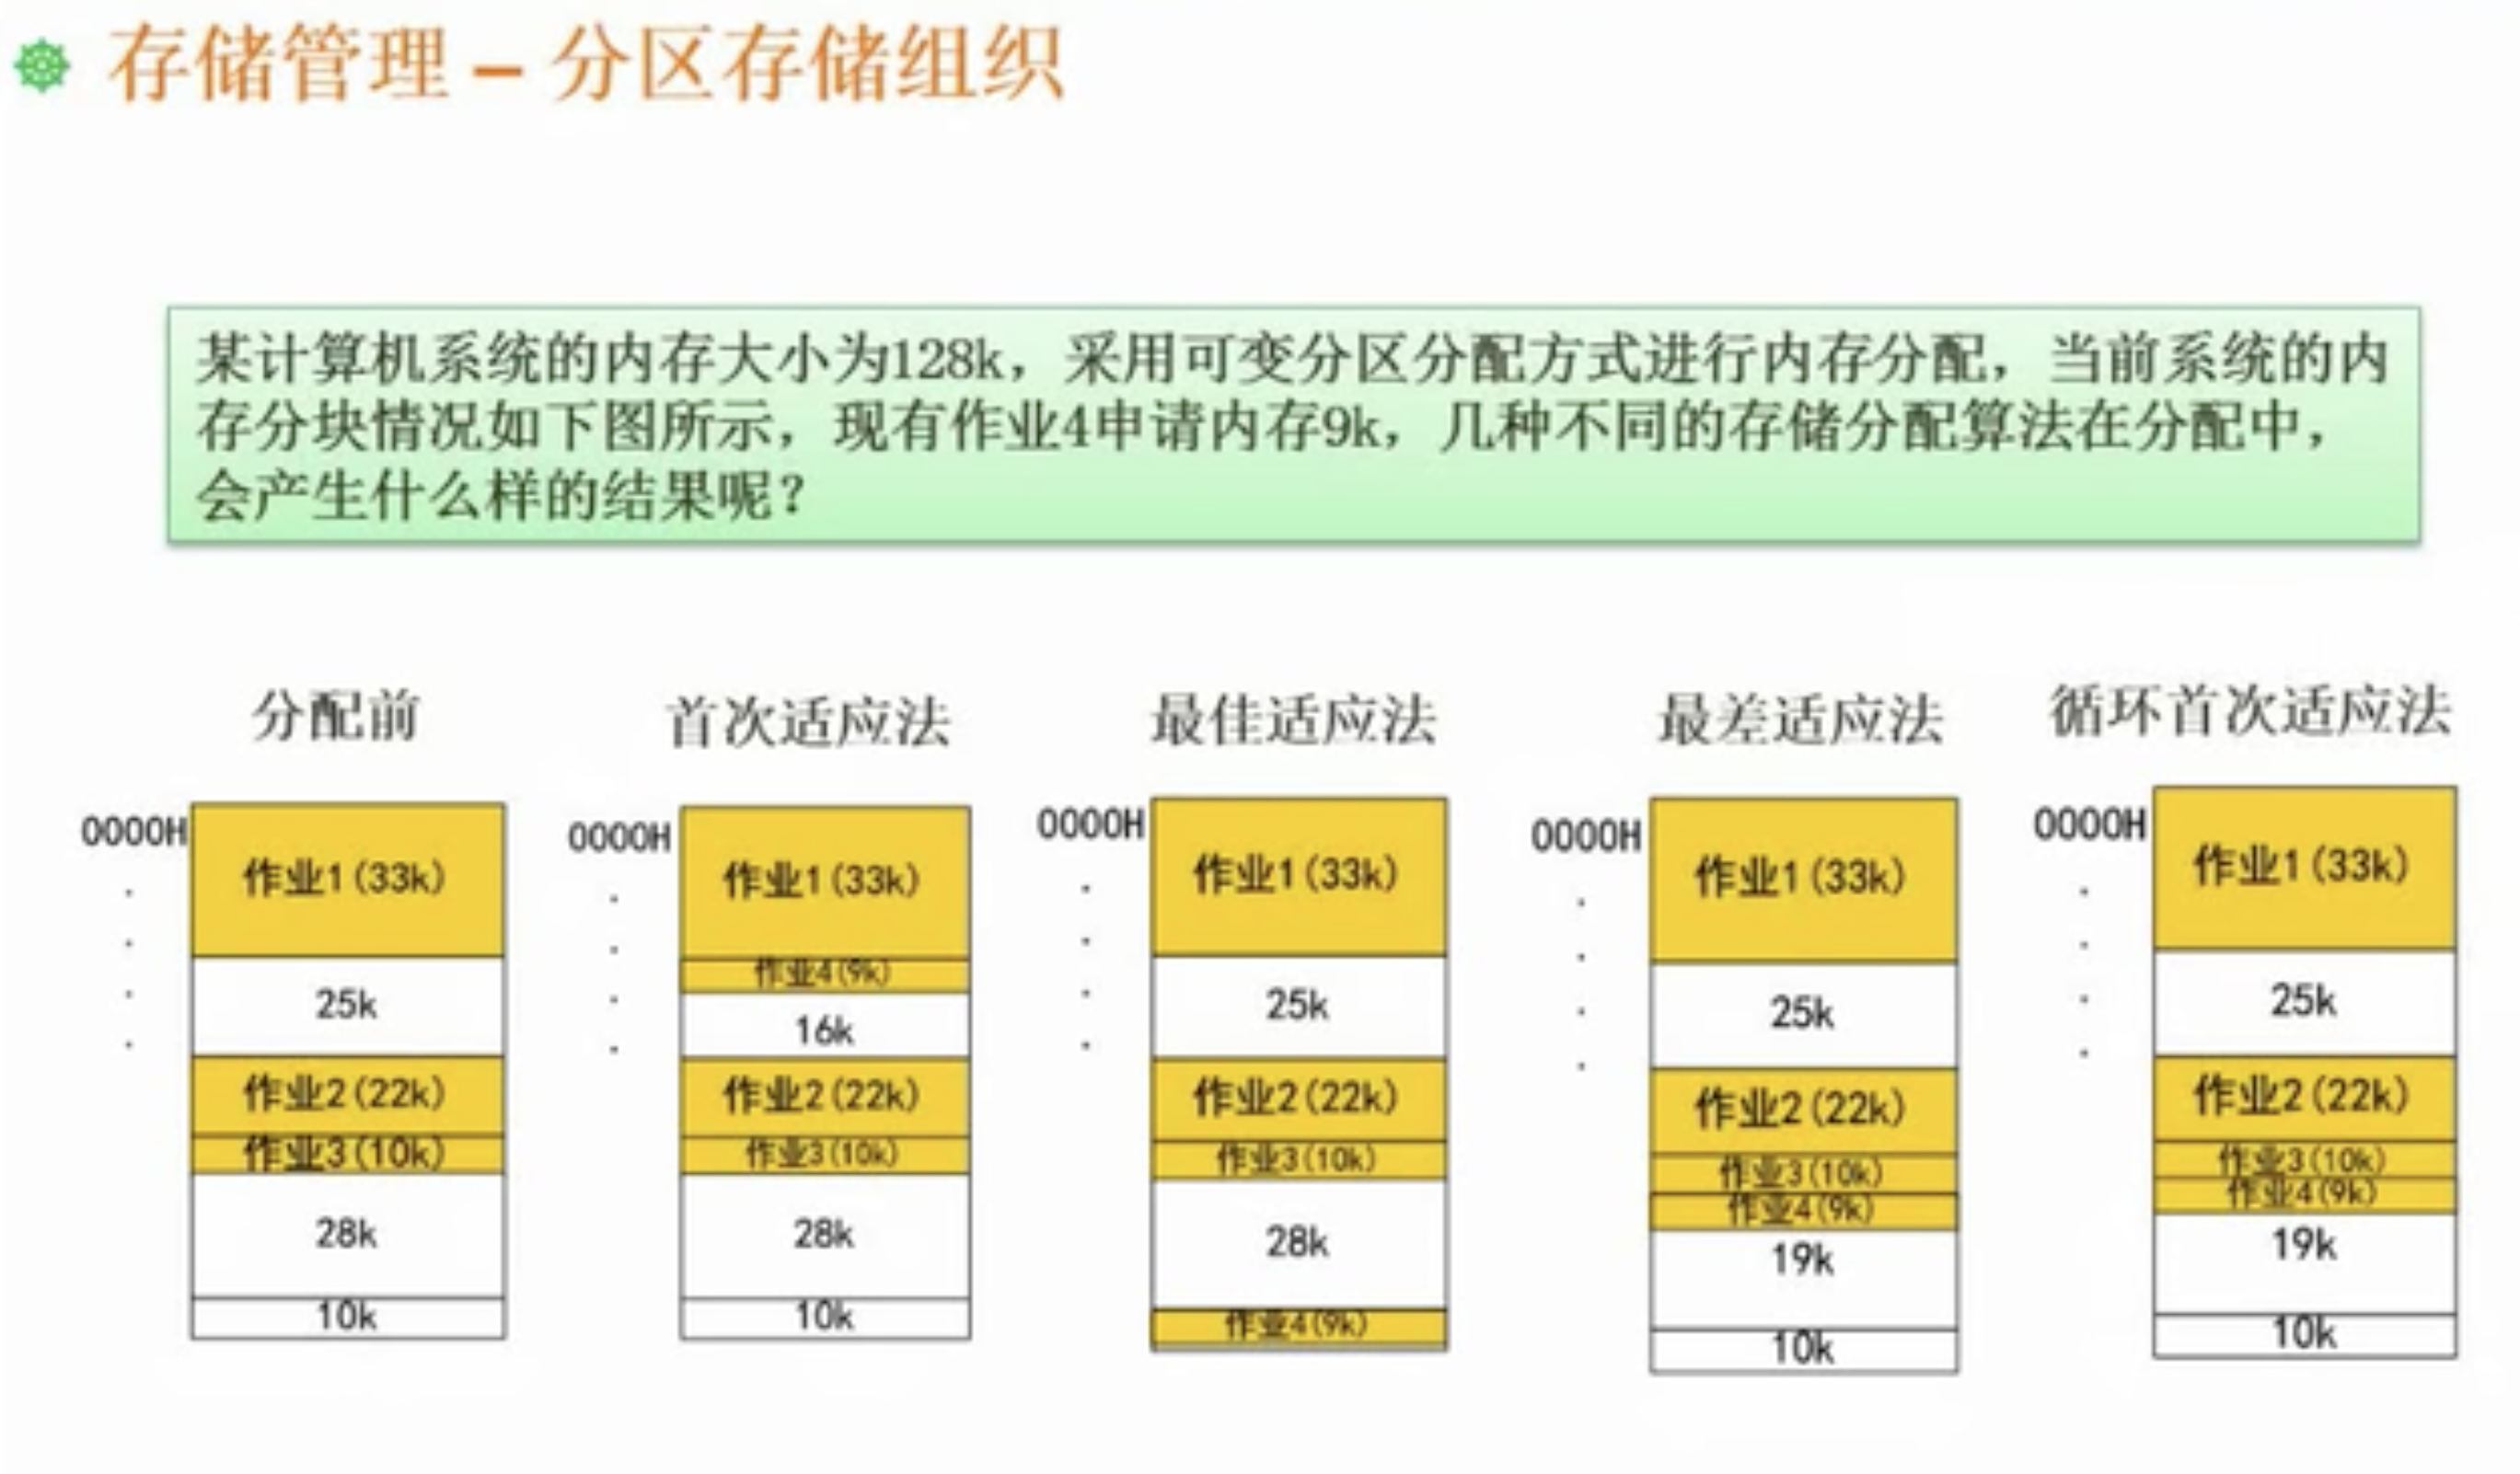 存储管理 – 分区存储组织
某计算机系统的内存大小为128k，采用可变分区分配方式进行内存分配，当前系统的内
存分块情况如下图所示，现有作业4申请内存9k，几种不同的存储分配算法在分配中，
会产生什么样的结果呢？
分配前
0000H
作业1(33k)
25k
作业2(22k)
作业3(10k)
28k
10k
首次适应法
0000H
作业1(33k)
作业4(9k)
16k
作业2(22k)
作业3(10k)
28k
10k
最佳适应法
0000H
作业1(33k)
25k
作业2(22k)
作业3(10k)
28k
作业4(9k)
最差适应法
0000H
作业1(33k)
25k
作业2(22k)
作业3(10k)
作业4(9k)
19k
10k
循环首次适应法
0000H
作业1(33k)
25k
作业2(22k)
作业3(10k)
作业4(9k)
19k
10k